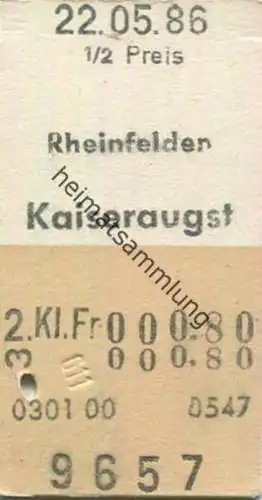 22.05.86
1/2 Preis
Rheinfelden
Kaiseraugst
heimatsammlung
2.Kl.Fr 000.80
3 000.80
0301 00 0547
9657